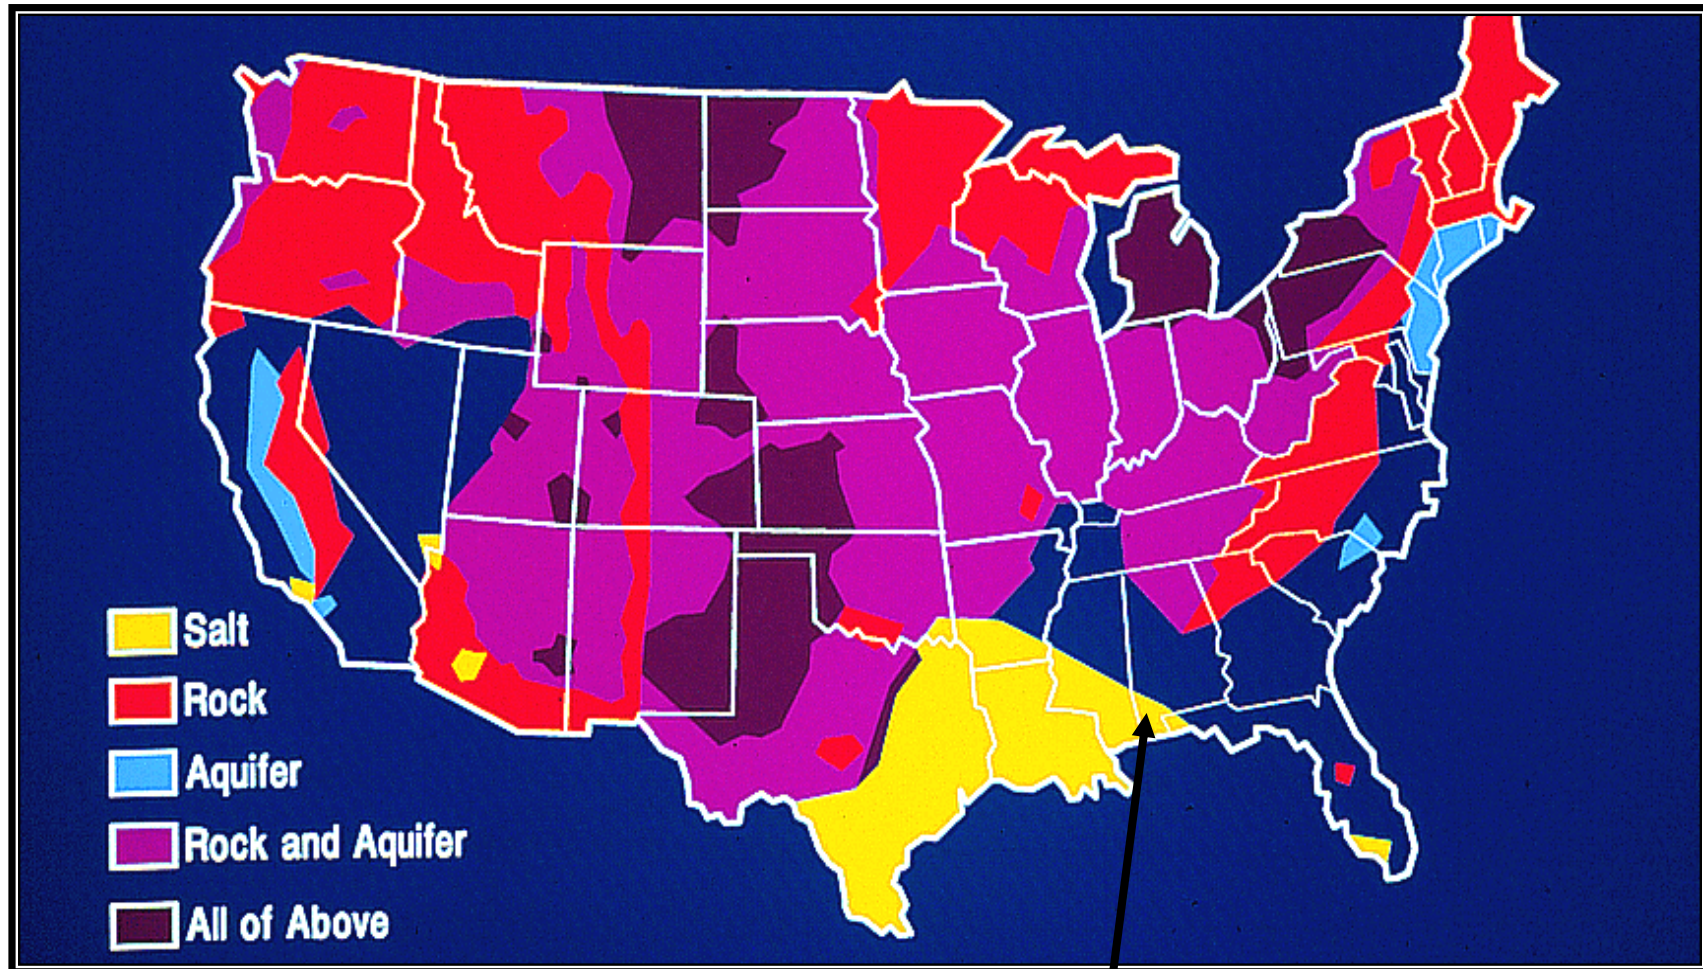 Salt
Rock
Aquifer
Rock and Aquifer
All of Above